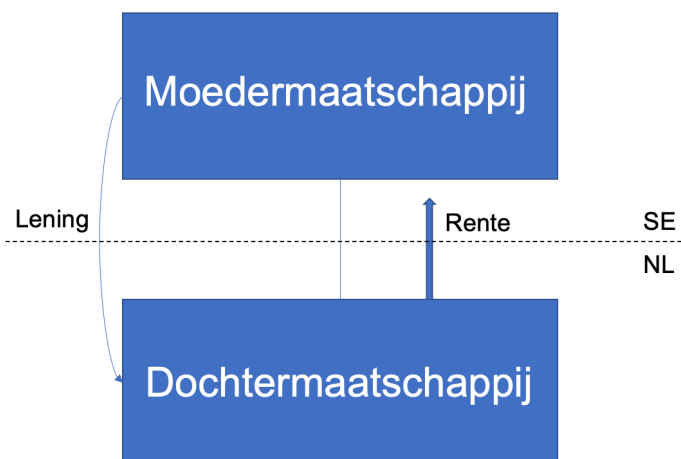 Moedermaatschappij
Lening
Rente
SE
NL
Dochtermaatschappij